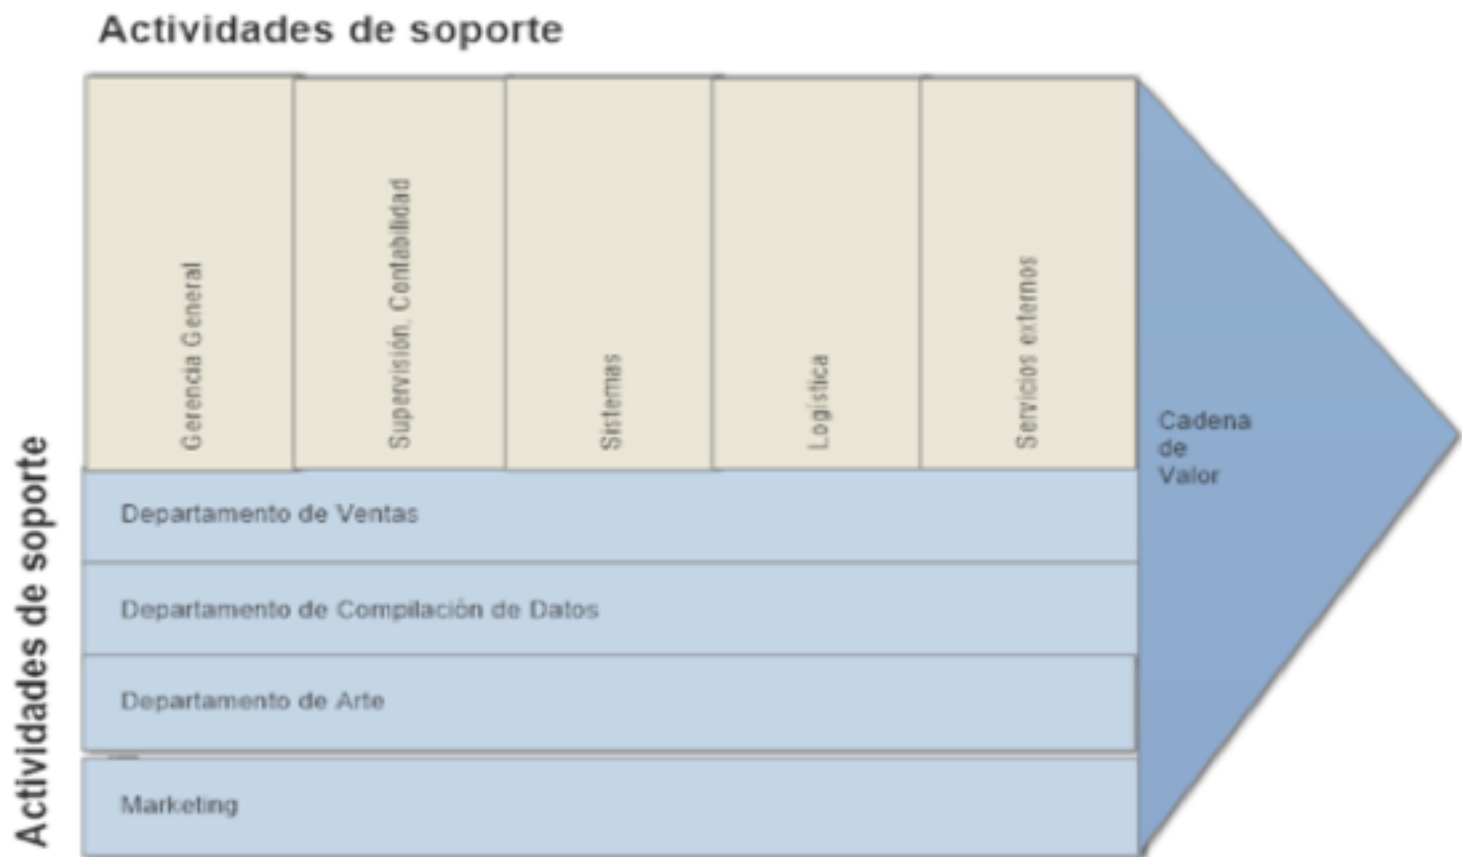 Actividades de soporte
Gerencia General
Supervisión, Contabilidad
Sistemas
Logística
Servicios externos
Cadena
de
Valor
Actividades de soporte
Departamento de Ventas
Departamento de Compilación de Datos
Departamento de Arte
Marketing